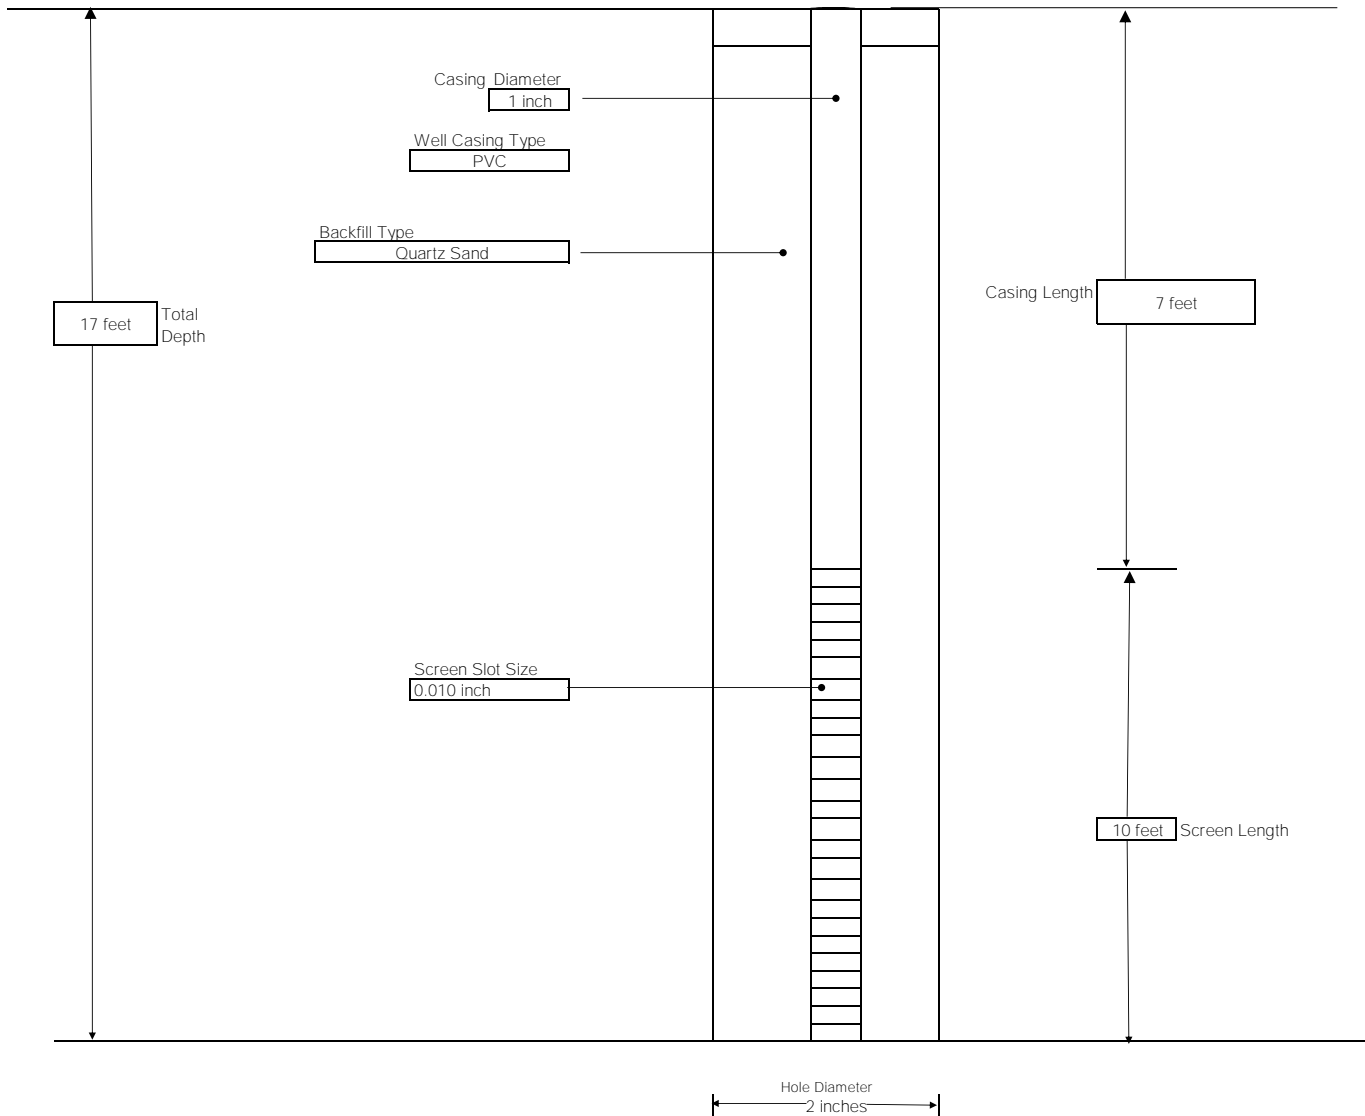 Casing Diameter
1 inch
Well Casing Type
PVC
Backfill Type
Quartz Sand
17 feet
Total
Depth
Casing Length
7 feet
Screen Slot Size
0.010 inch
10 feet
Screen Length
Hole Diameter
2 inches